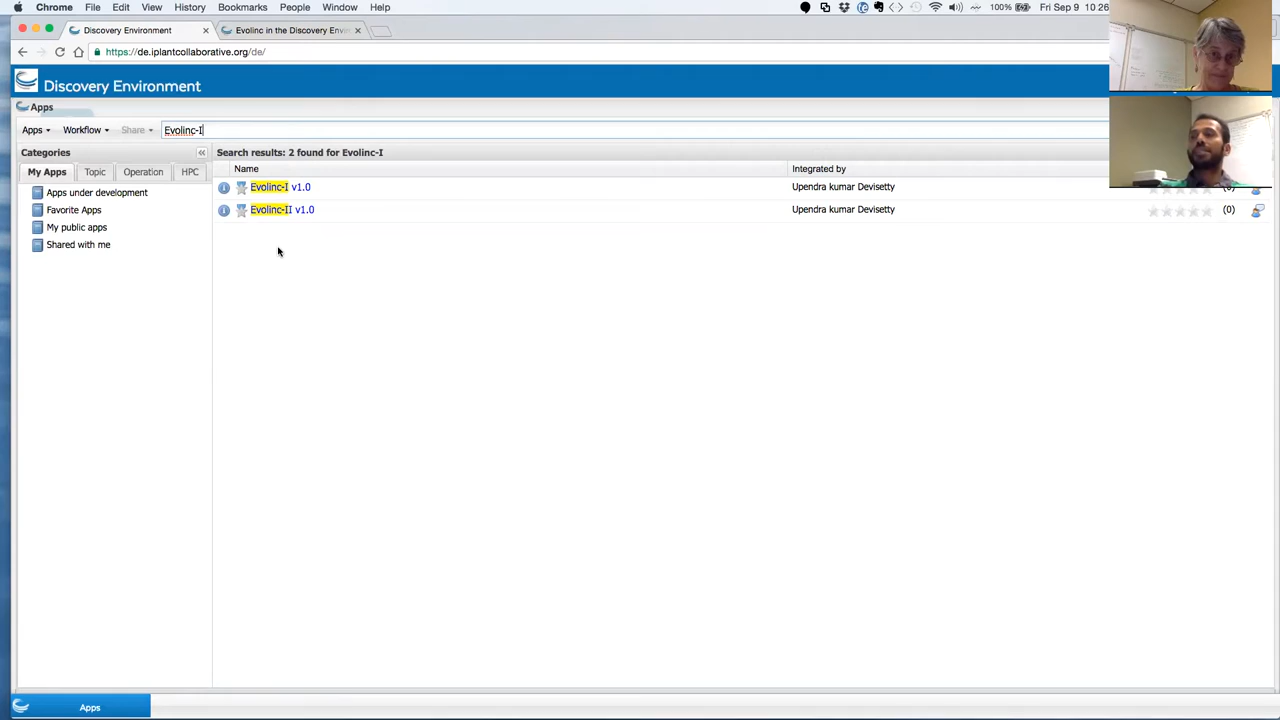 Chrome File Edit View History Bookmarks People Window Help 100% Fri Sep 9 10 26
Discovery Environment Evolinc in the Discovery Env
https://de.iplantcollaborative.org/de/
Discovery Environment
Apps
Apps Workflow Share Evolinc-I
Categories Search results: 2 found for Evolinc-I
My Apps Topic Operation HPC Name Integrated by
Apps under development Evolinc-I v1.0 Upendra kumar Devisetty (0)
Favorite Apps Evolinc-II v1.0 Upendra kumar Devisetty (0)
My public apps
Shared with me
Apps